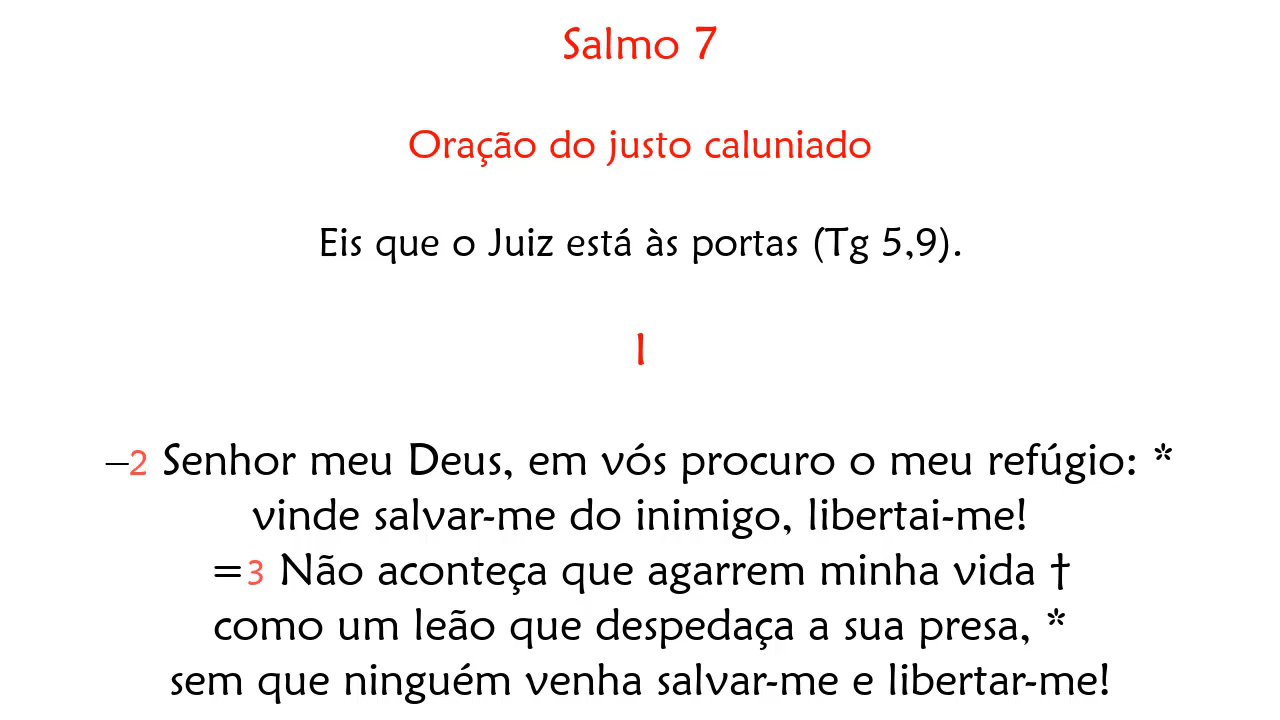 Salmo 7
Oração do justo caluniado
Eis que o Juiz está às portas (Tg 5,9).
I
–2 Senhor meu Deus, em vós procuro o meu refúgio: *
vinde salvar-me do inimigo, libertai-me!
=3 Não aconteça que agarrem minha vida †
como um leão que despedaça a sua presa, *
sem que ninguém venha salvar-me e libertar-me!